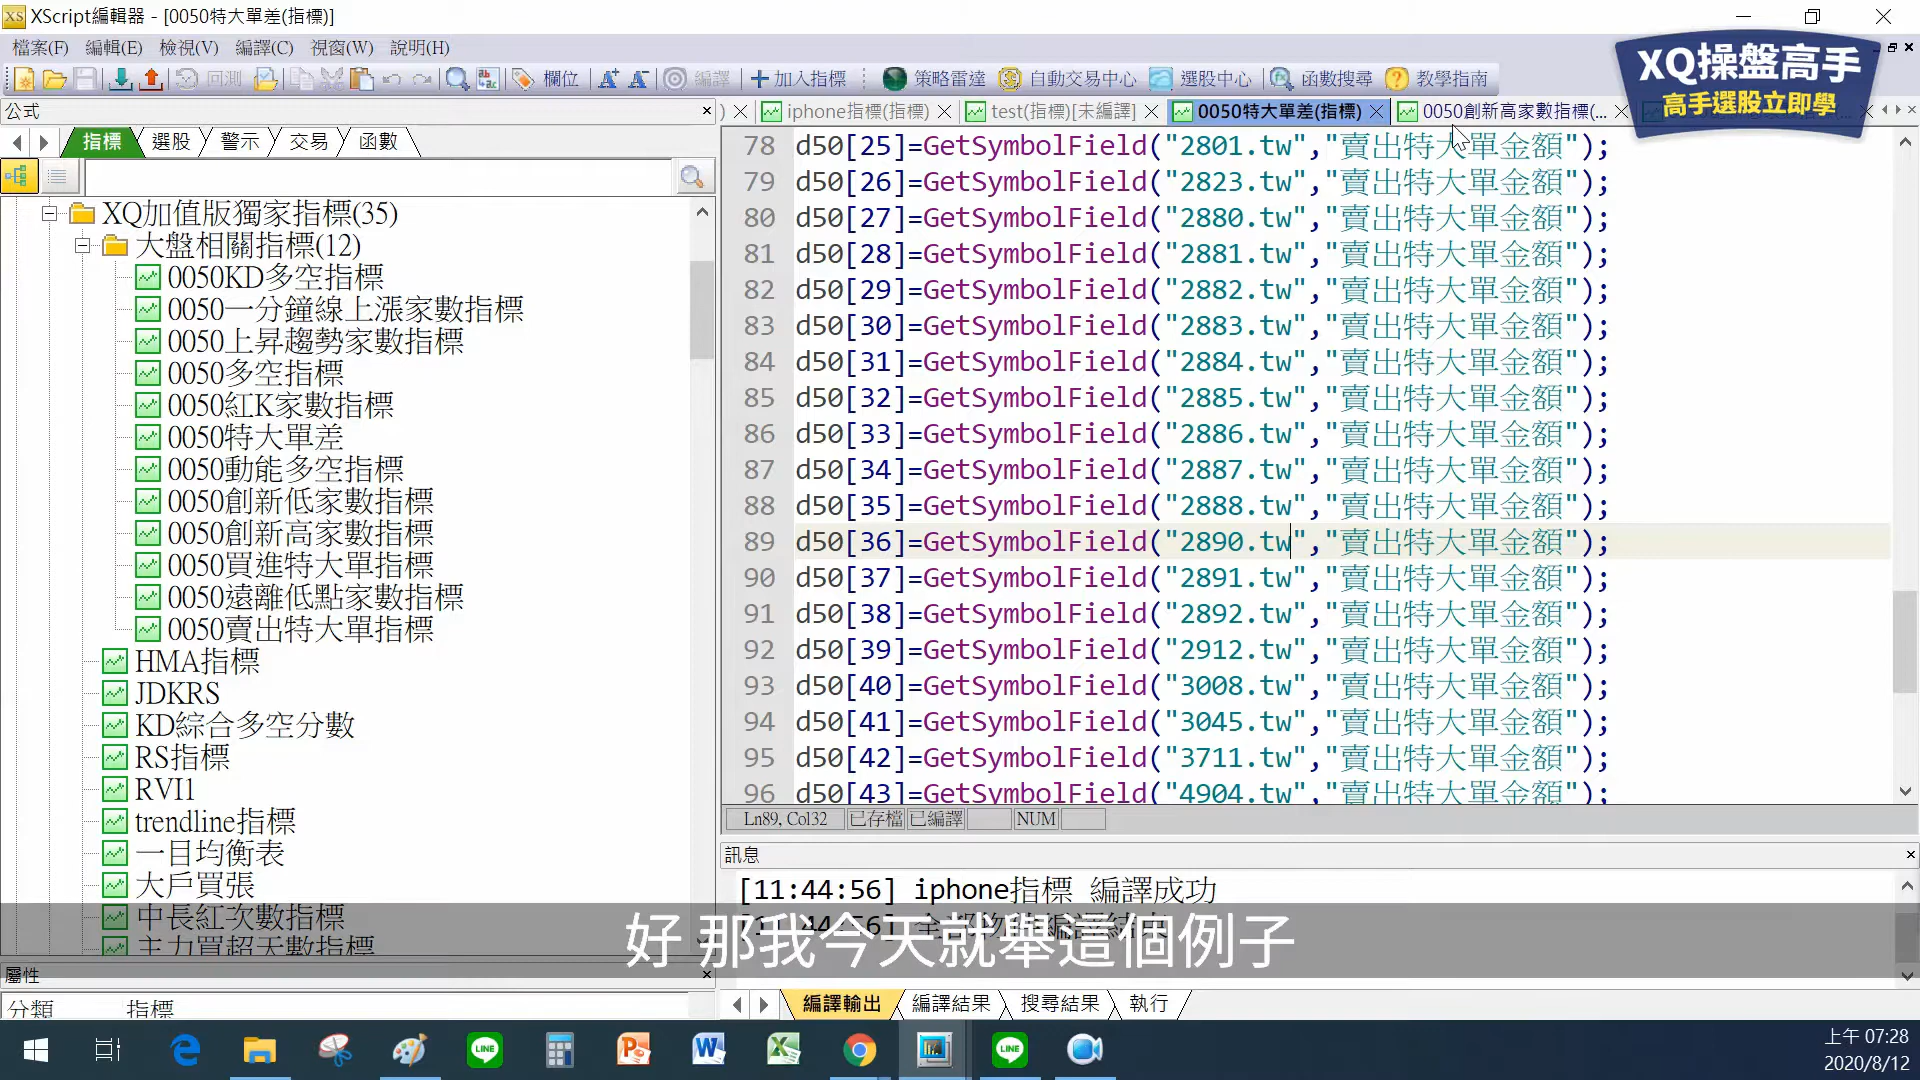 XScript編輯器 - [0050特大單差(指標)]
檔案(F) 編輯(E) 檢視(V) 編譯(C) 視窗(W) 說明(H)
回測 欄位 編譯 加入指標 策略雷達 自動交易中心 選股中心 函數搜尋 教學指南
XQ操盤高手
高手選股立即學
公式
指標 選股 警示 交易 函數
iphone指標(指標) test(指標)[未編譯] 0050特大單差(指標) 0050創新高家數指標(...
XQ加值版獨家指標(35)
大盤相關指標(12)
0050KD多空指標
0050一分鐘線上漲家數指標
0050上昇趨勢家數指標
0050多空指標
0050紅K家數指標
0050特大單差
0050動能多空指標
0050創新低家數指標
0050創新高家數指標
0050買進特大單指標
0050遠離低點家數指標
0050賣出特大單指標
HMA指標
JDKRS
KD綜合多空分數
RS指標
RVI1
trendline指標
一目均衡表
大戶買張
中長紅次數指標
主力買超天數指標
屬性
分類 指標
78 d50[25]=GetSymbolField("2801.tw","賣出特大單金額");
79 d50[26]=GetSymbolField("2823.tw","賣出特大單金額");
80 d50[27]=GetSymbolField("2880.tw","賣出特大單金額");
81 d50[28]=GetSymbolField("2881.tw","賣出特大單金額");
82 d50[29]=GetSymbolField("2882.tw","賣出特大單金額");
83 d50[30]=GetSymbolField("2883.tw","賣出特大單金額");
84 d50[31]=GetSymbolField("2884.tw","賣出特大單金額");
85 d50[32]=GetSymbolField("2885.tw","賣出特大單金額");
86 d50[33]=GetSymbolField("2886.tw","賣出特大單金額");
87 d50[34]=GetSymbolField("2887.tw","賣出特大單金額");
88 d50[35]=GetSymbolField("2888.tw","賣出特大單金額");
89 d50[36]=GetSymbolField("2890.tw","賣出特大單金額");
90 d50[37]=GetSymbolField("2891.tw","賣出特大單金額");
91 d50[38]=GetSymbolField("2892.tw","賣出特大單金額");
92 d50[39]=GetSymbolField("2912.tw","賣出特大單金額");
93 d50[40]=GetSymbolField("3008.tw","賣出特大單金額");
94 d50[41]=GetSymbolField("3045.tw","賣出特大單金額");
95 d50[42]=GetSymbolField("3711.tw","賣出特大單金額");
96 d50[43]=GetSymbolField("4904.tw","賣出特大單金額");
Ln89, Col32 已存檔 已編譯 NUM
訊息
[11:44:56] iphone指標 編譯成功
[11:44:56]
好 那我今天就舉這個例子
編譯輸出 編譯結果 搜尋結果 執行
上午 07:28
2020/8/12